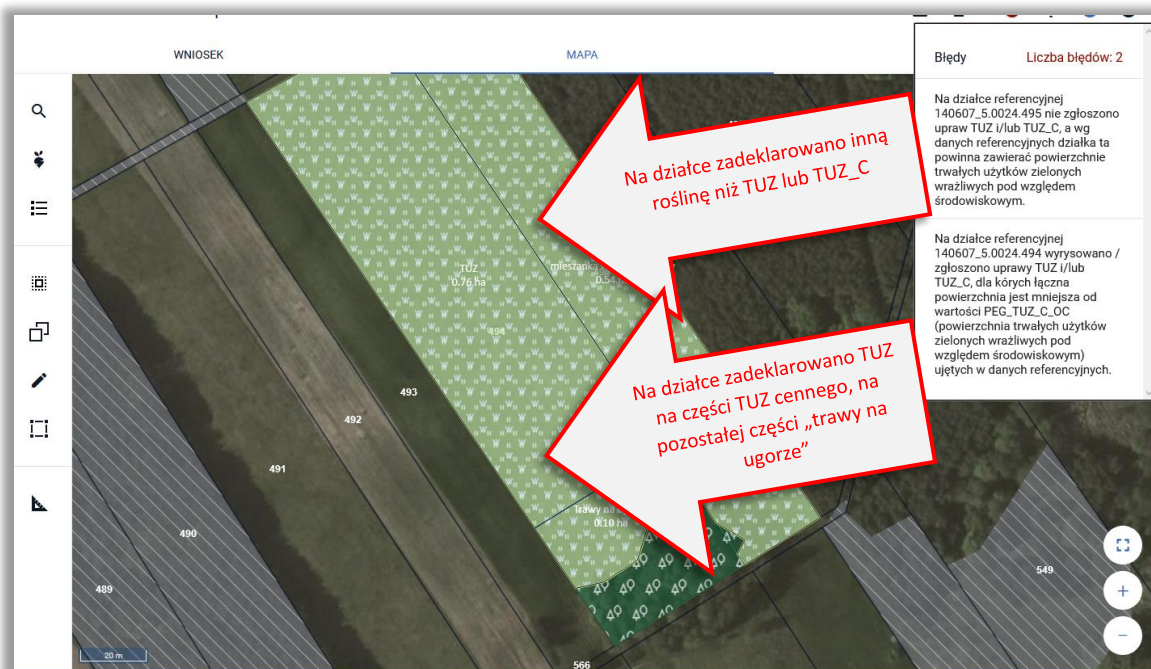 WNIOSEK
MAPA
Błędy
Liczba błędów: 2
Na działce referencyjnej
140607_5.0024.495 nie zgłoszono
upraw TUZ i/lub TUZ_C, a wg
danych referencyjnych działka ta
powinna zawierać powierzchnie
trwałych użytków zielonych
wrażliwych pod względem
środowiskowym.
Na działce referencyjnej
140607_5.0024.494 wyrysowano /
zgłoszono uprawy TUZ i/lub
TUZ_C, dla kórych łączna
powierzchnia jest mniejsza od
wartości PEG_TUZ_C_OC
(powierzchnia trwałych użytków
zielonych wrażliwych pod
względem środowiskowym)
ujętych w danych referencyjnych.
Na działce zadeklarowano inną
roślinę niż TUZ lub TUZ_C
TUZ
0.76 ha
mieszanka
0.54
494
Na działce zadeklarowano TUZ
na części TUZ cennego, na
pozostałej części „trawy na
ugorze”
493
492
491
490
489
Trawy na
0.10 ha
549
566
20 m